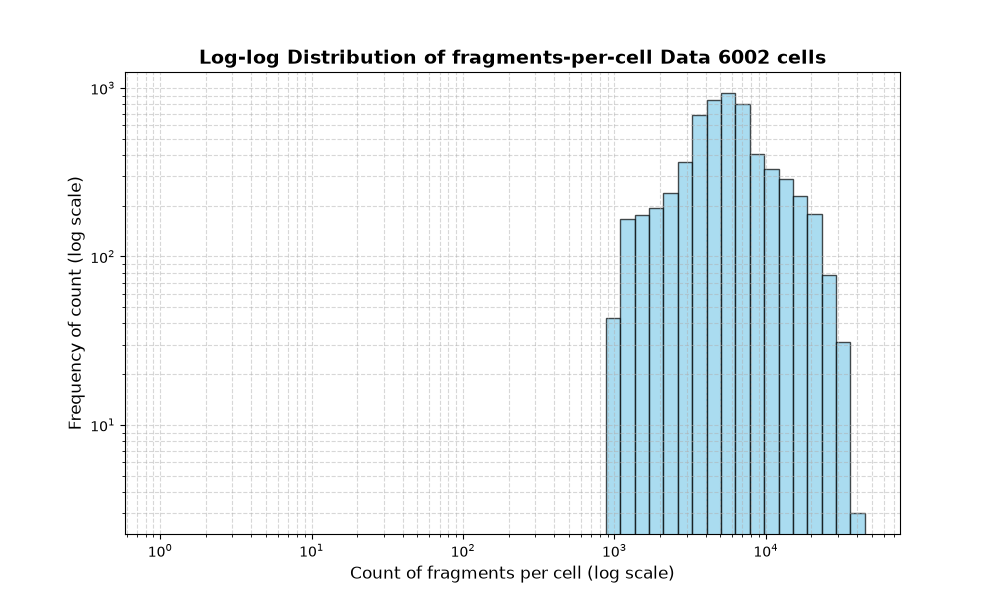 Log-log Distribution of fragments-per-cell Data 6002 cells
Frequency of count (log scale)
10³
10²
10¹
10⁰ 10¹ 10² 10³ 10⁴
Count of fragments per cell (log scale)